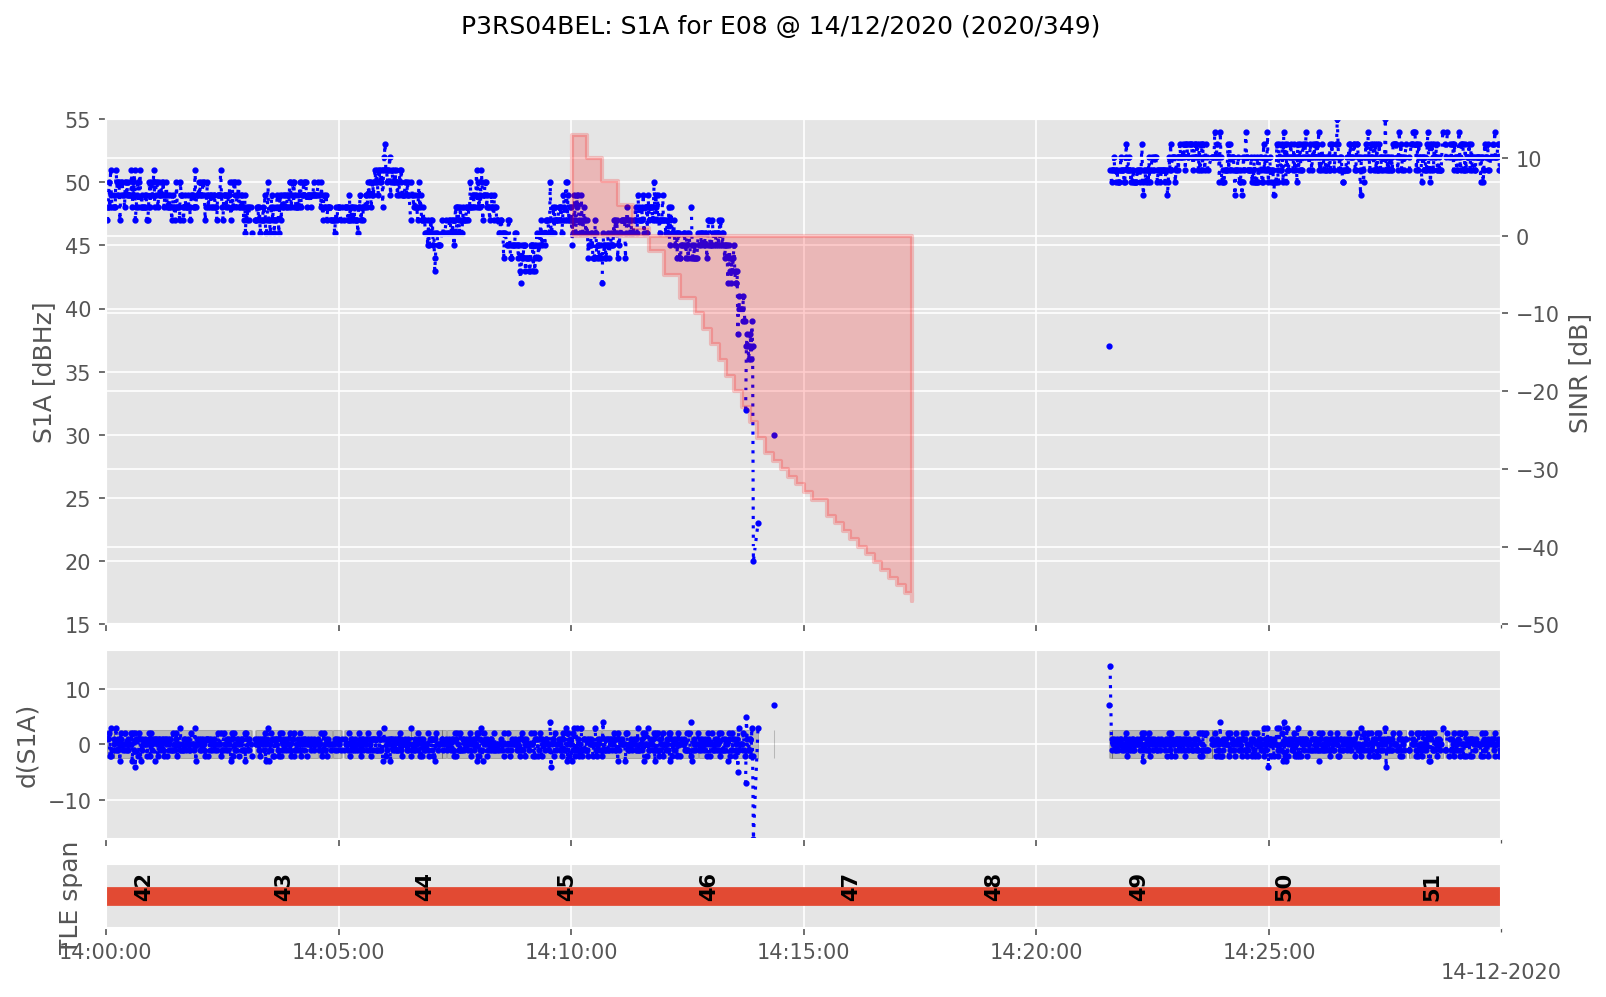 P3RS04BEL: S1A for E08 @ 14/12/2020 (2020/349)
S1A [dBHz]
55
50
45
40
35
30
25
20
15
SINR [dB]
10
0
−10
−20
−30
−40
−50
d(S1A)
10
0
−10
TLE span
42 43 44 45 46 47 48 49 50 51
14:00:00 14:05:00 14:10:00 14:15:00 14:20:00 14:25:00
14-12-2020